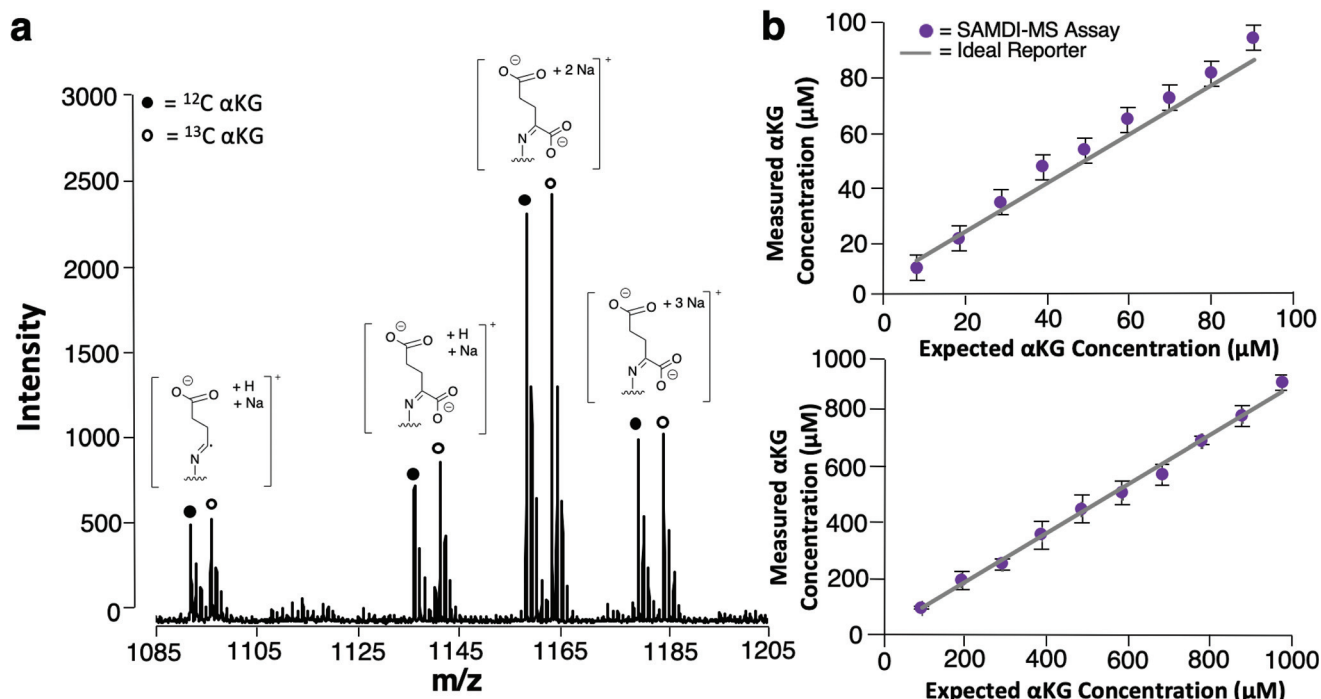 a
3000
2500
2000
1500
1000
500
0
Intensity
1085 1105 1125 1145 1165 1185 1205
m/z
● = ¹²C αKG
○ = ¹³C αKG
O ⊖ O + H + Na N · +
O ⊖ O + H + Na N O O ⊖ +
O ⊖ O + 2 Na N O O ⊖ +
O ⊖ O + 3 Na N O O ⊖ +
b
100
80
60
40
20
0
Measured αKG
Concentration (μM)
= SAMDI-MS Assay
= Ideal Reporter
0 20 40 60 80 100
Expected αKG Concentration (μM)
1000
800
600
400
200
0
Measured αKG
Concentration (μM)
0 200 400 600 800 1000
Expected αKG Concentration (μM)